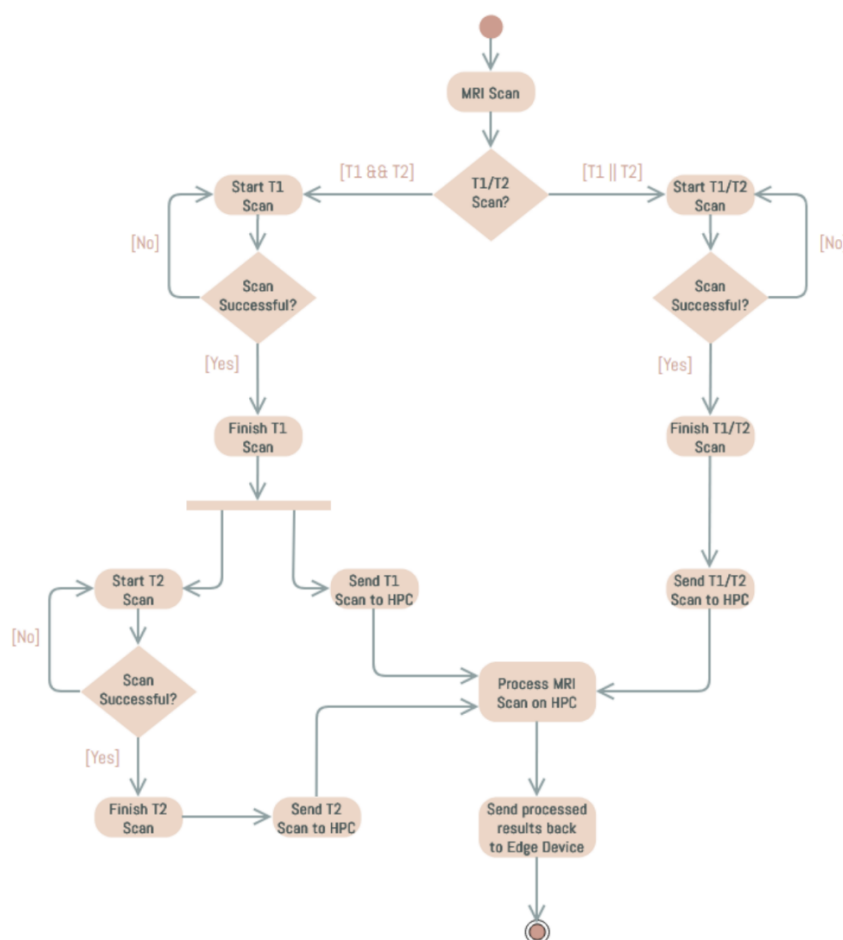 MRI Scan
[T1 && T2]
T1/T2
Scan?
[T1 || T2]
Start T1
Scan
Start T1/T2
Scan
[No]
[No
Scan
Successful?
Scan
Successful?
[Yes]
[Yes]
Finish T1
Scan
Finish T1/T2
Scan
Start T2
Scan
Send T1
Scan to HPC
Send T1/T2
Scan to HPC
[No]
Scan
Successful?
Process MRI
Scan on HPC
[Yes]
Finish T2
Scan
Send T2
Scan to HPC
Send processed
results back
to Edge Device